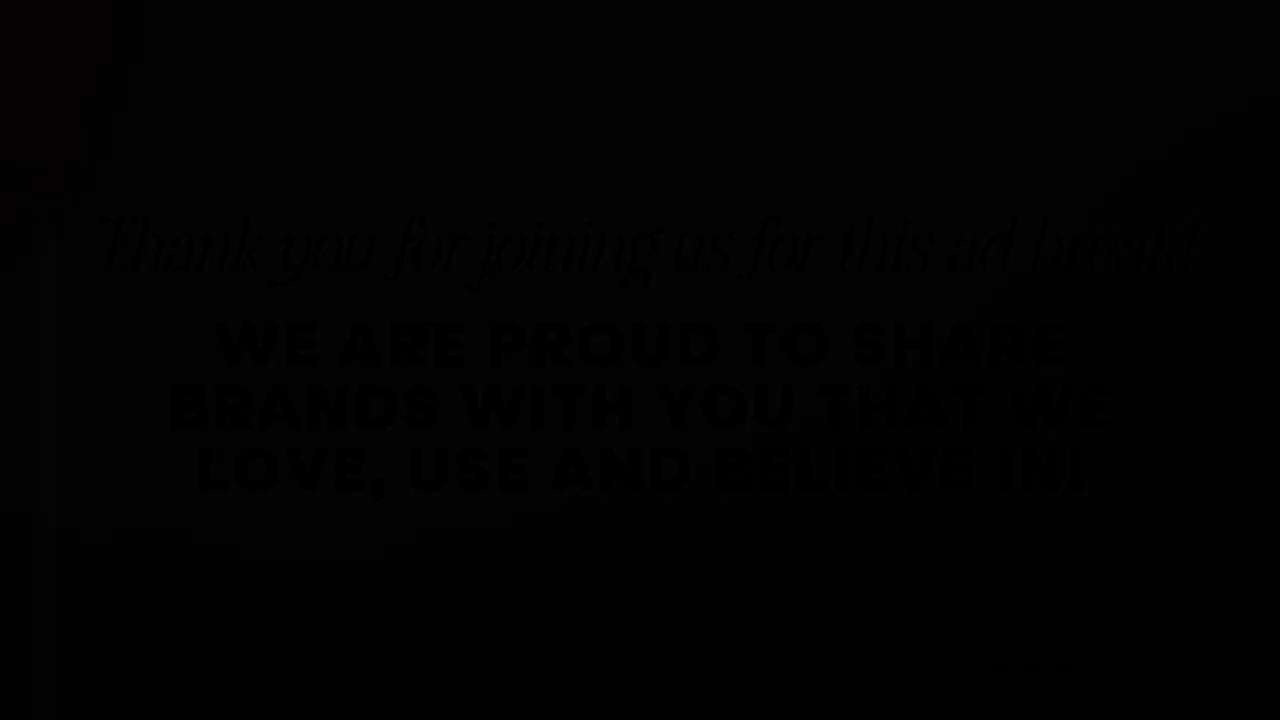 Thank you for joining us for this ad break!
WE ARE PROUD TO SHARE
BRANDS WITH YOU THAT WE
LOVE, USE AND BELIEVE IN!